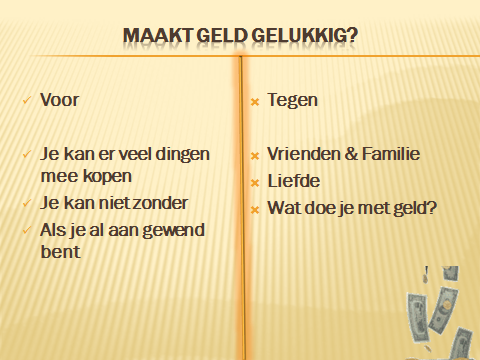 MAAKT GELD GELUKKIG?
Voor
Je kan er veel dingen
mee kopen
Je kan niet zonder
Als je al aan gewend
bent
Tegen
Vrienden & Familie
Liefde
Wat doe je met geld?